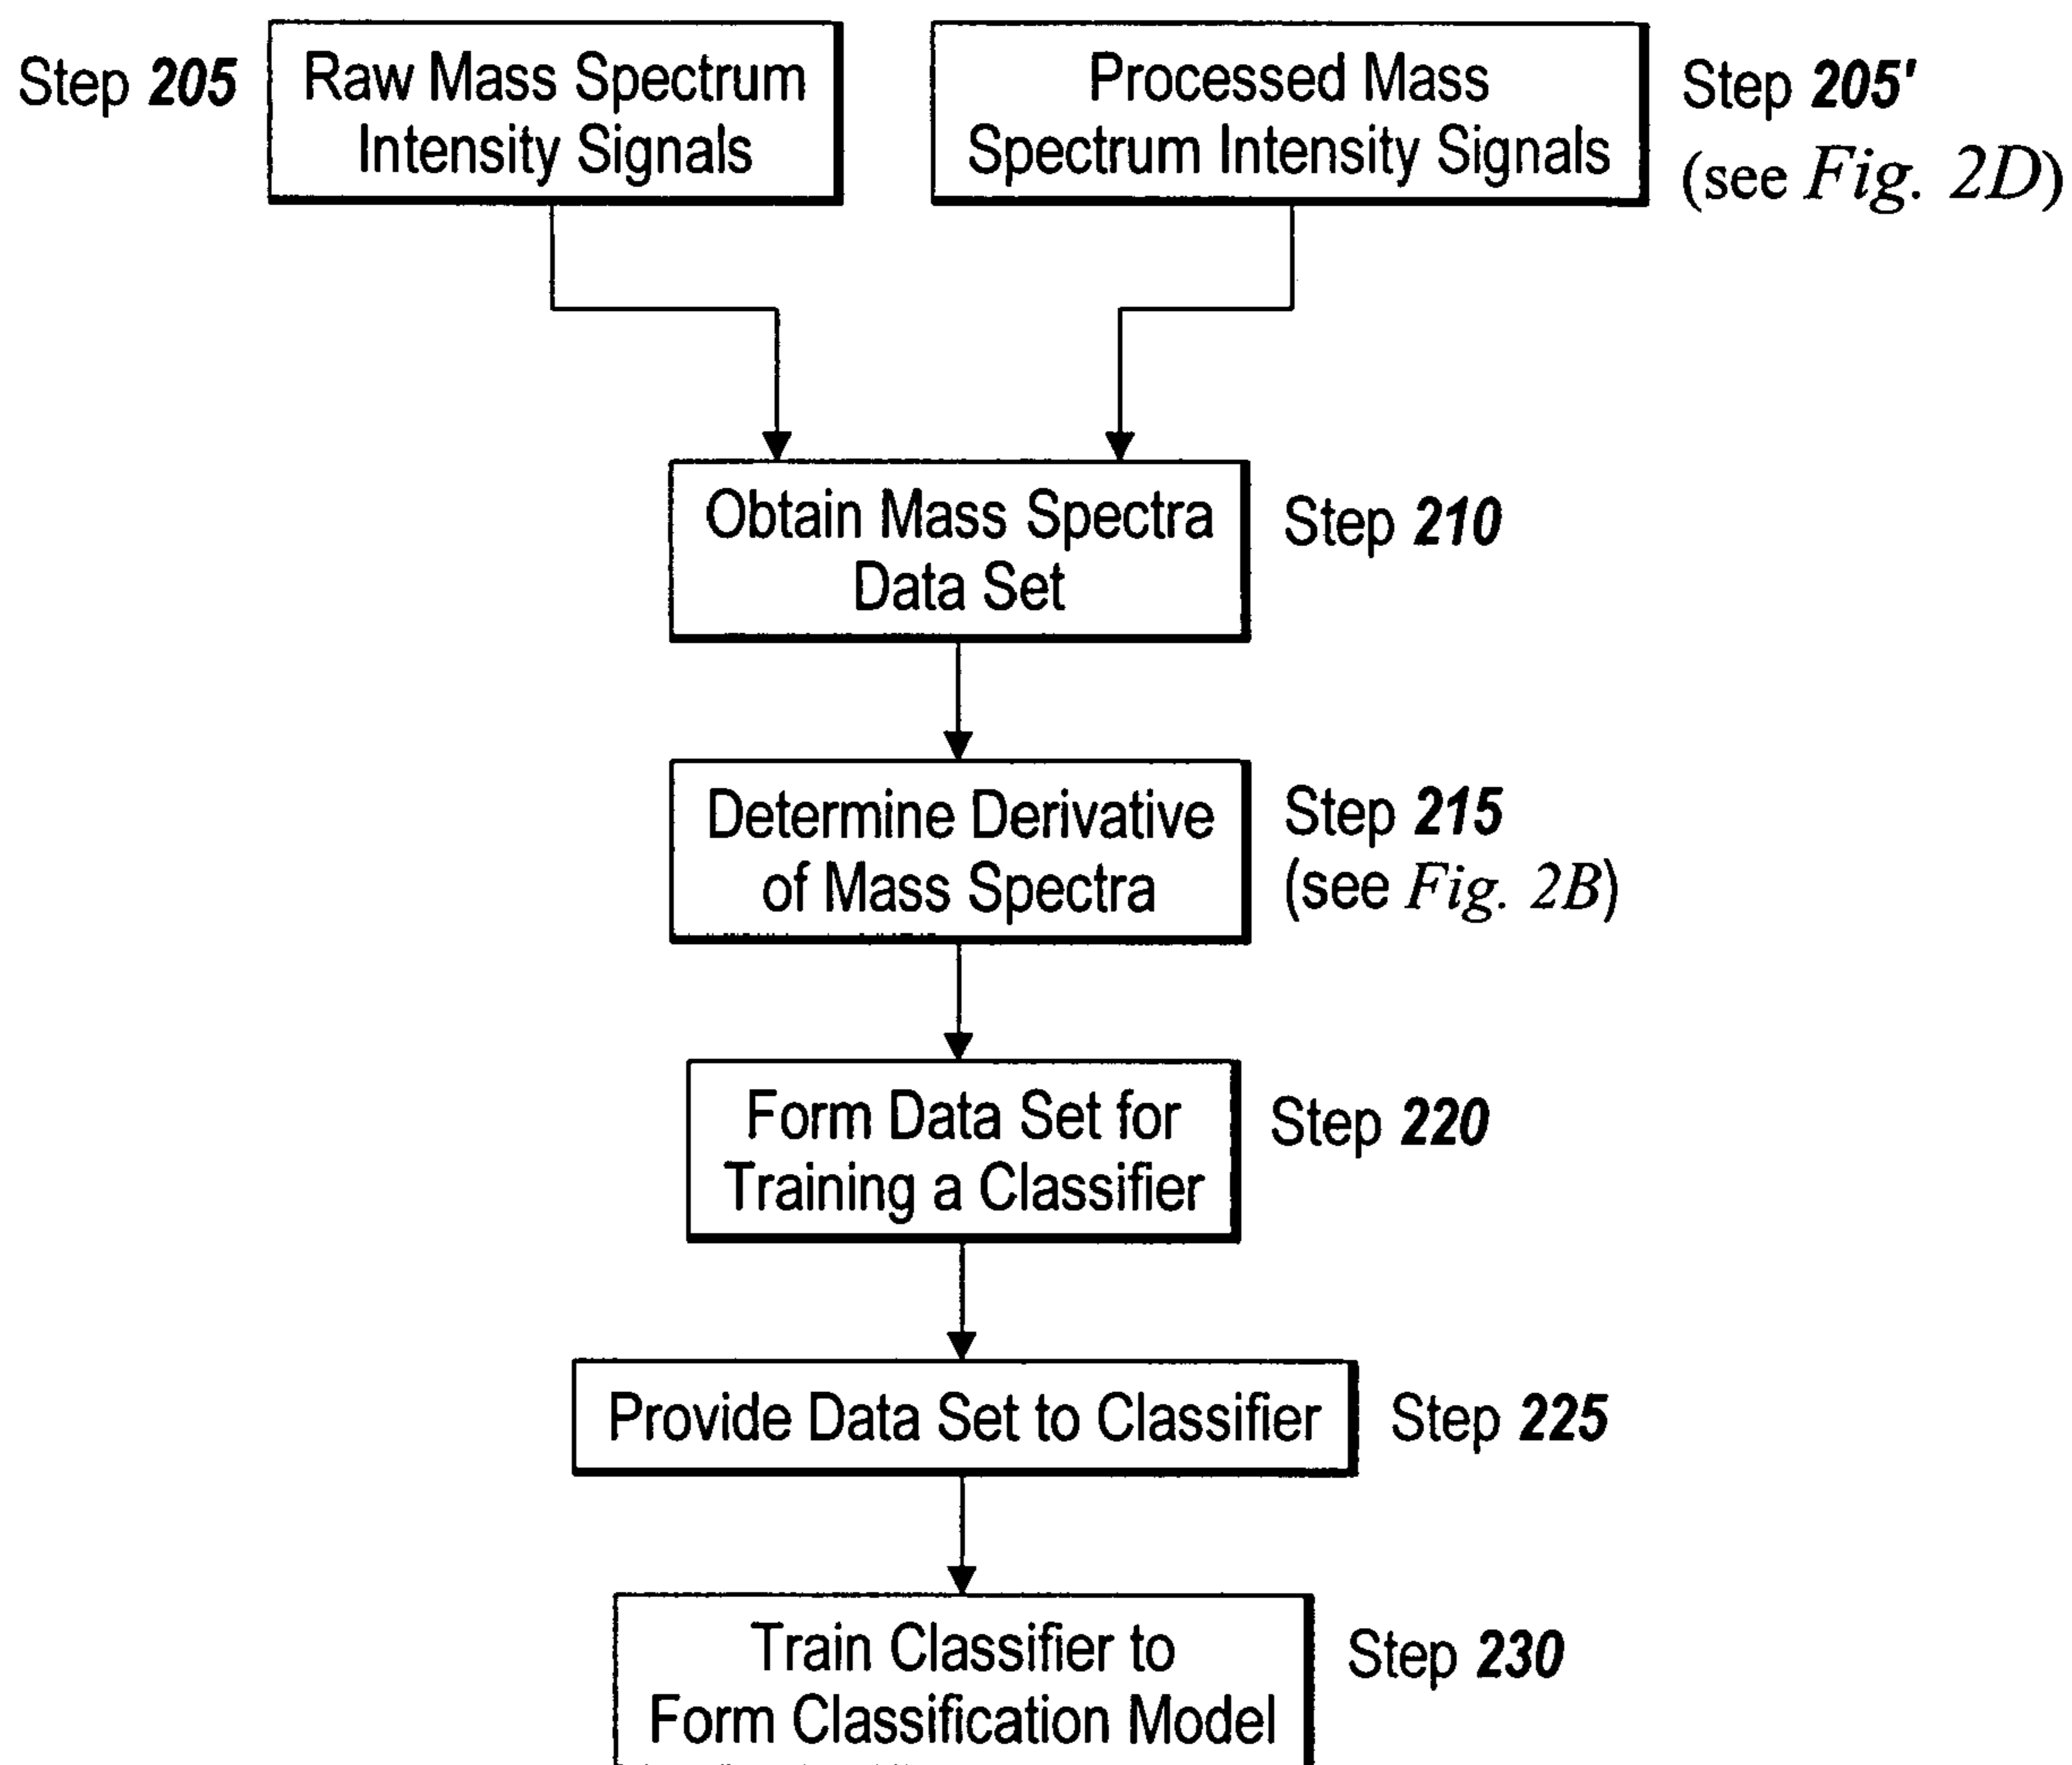 Step 205
Raw Mass Spectrum
Intensity Signals
Processed Mass
Spectrum Intensity Signals
Step 205'
(see Fig. 2D)
Obtain Mass Spectra
Data Set
Step 210
Determine Derivative
of Mass Spectra
Step 215
(see Fig. 2B)
Form Data Set for
Training a Classifier
Step 220
Provide Data Set to Classifier
Step 225
Train Classifier to
Form Classification Model
Step 230